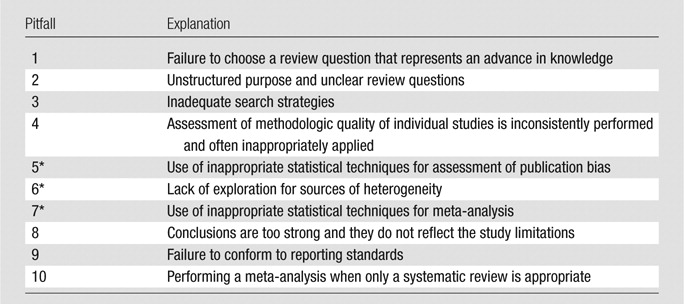 Pitfall Explanation
1 Failure to choose a review question that represents an advance in knowledge
2 Unstructured purpose and unclear review questions
3 Inadequate search strategies
4 Assessment of methodologic quality of individual studies is inconsistently performed
and often inappropriately applied
5* Use of inappropriate statistical techniques for assessment of publication bias
6* Lack of exploration for sources of heterogeneity
7* Use of inappropriate statistical techniques for meta-analysis
8 Conclusions are too strong and they do not reflect the study limitations
9 Failure to conform to reporting standards
10 Performing a meta-analysis when only a systematic review is appropriate